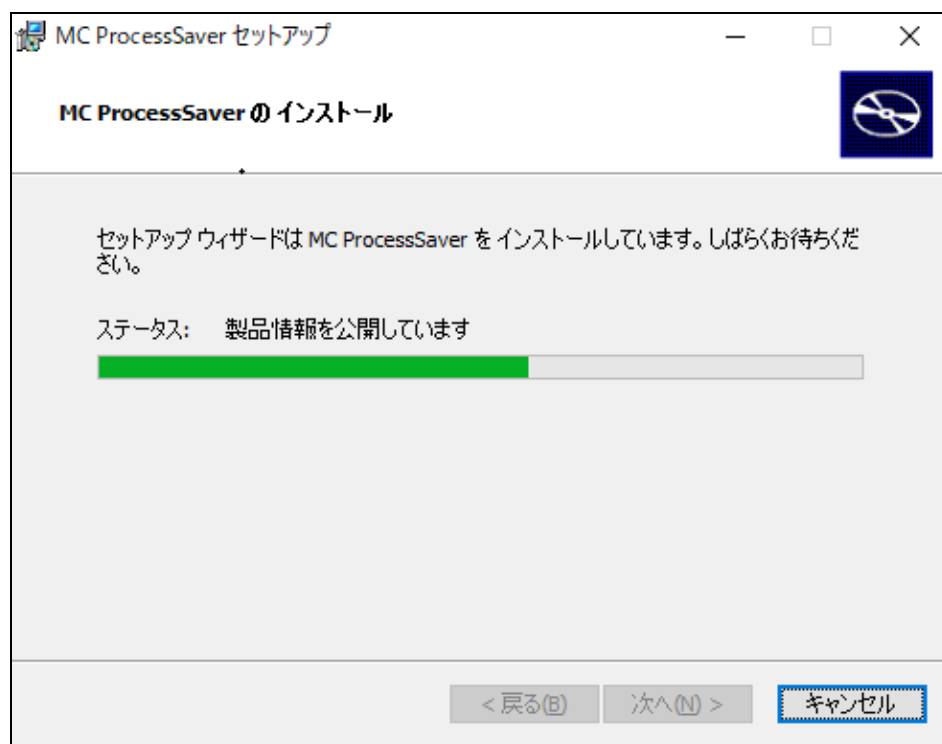 MC ProcessSaver セットアップ
MC ProcessSaver の インストール
セットアップ ウィザードは MC ProcessSaver を インストールしています。しばらくお待ちくだ
さい。
ステータス: 製品情報を公開しています
< 戻る(B) 次へ(N) > キャンセル